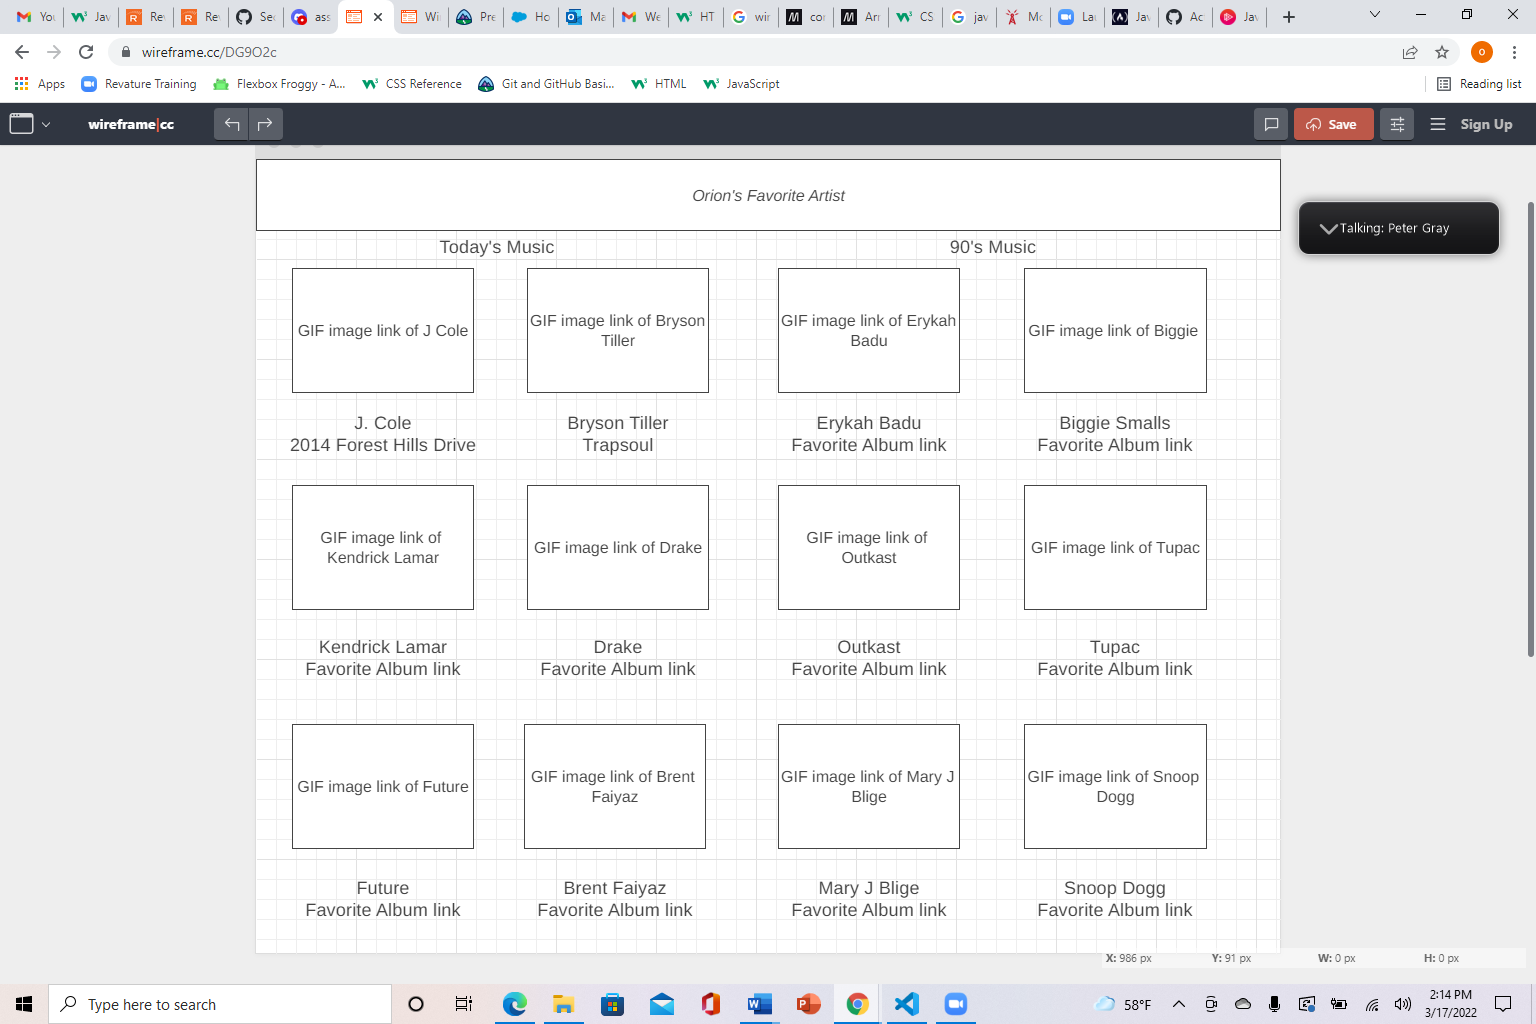 You
Jav
Rev
Rev
Sec
ass
Wi
Pre
Ho
Ma
We
HT
wir
cor
Arr
CS
jav
Mc
Lau
Jav
Ac
Jav
wireframe.cc/DG9O2c
o
Apps
Revature Training
Flexbox Froggy - A...
CSS Reference
Git and GitHub Basi...
HTML
JavaScript
Reading list
wireframe|cc
Save
Sign Up
Orion's Favorite Artist
Talking: Peter Gray
Today's Music
90's Music
GIF image link of J Cole
GIF image link of Bryson
Tiller
GIF image link of Erykah
Badu
GIF image link of Biggie
J. Cole
2014 Forest Hills Drive
Bryson Tiller
Trapsoul
Erykah Badu
Favorite Album link
Biggie Smalls
Favorite Album link
GIF image link of
Kendrick Lamar
GIF image link of Drake
GIF image link of
Outkast
GIF image link of Tupac
Kendrick Lamar
Favorite Album link
Drake
Favorite Album link
Outkast
Favorite Album link
Tupac
Favorite Album link
GIF image link of Future
GIF image link of Brent
Faiyaz
GIF image link of Mary J
Blige
GIF image link of Snoop
Dogg
Future
Favorite Album link
Brent Faiyaz
Favorite Album link
Mary J Blige
Favorite Album link
Snoop Dogg
Favorite Album link
X: 986 px
Y: 91 px
W: 0 px
H: 0 px
Type here to search
58°F
2:14 PM
3/17/2022